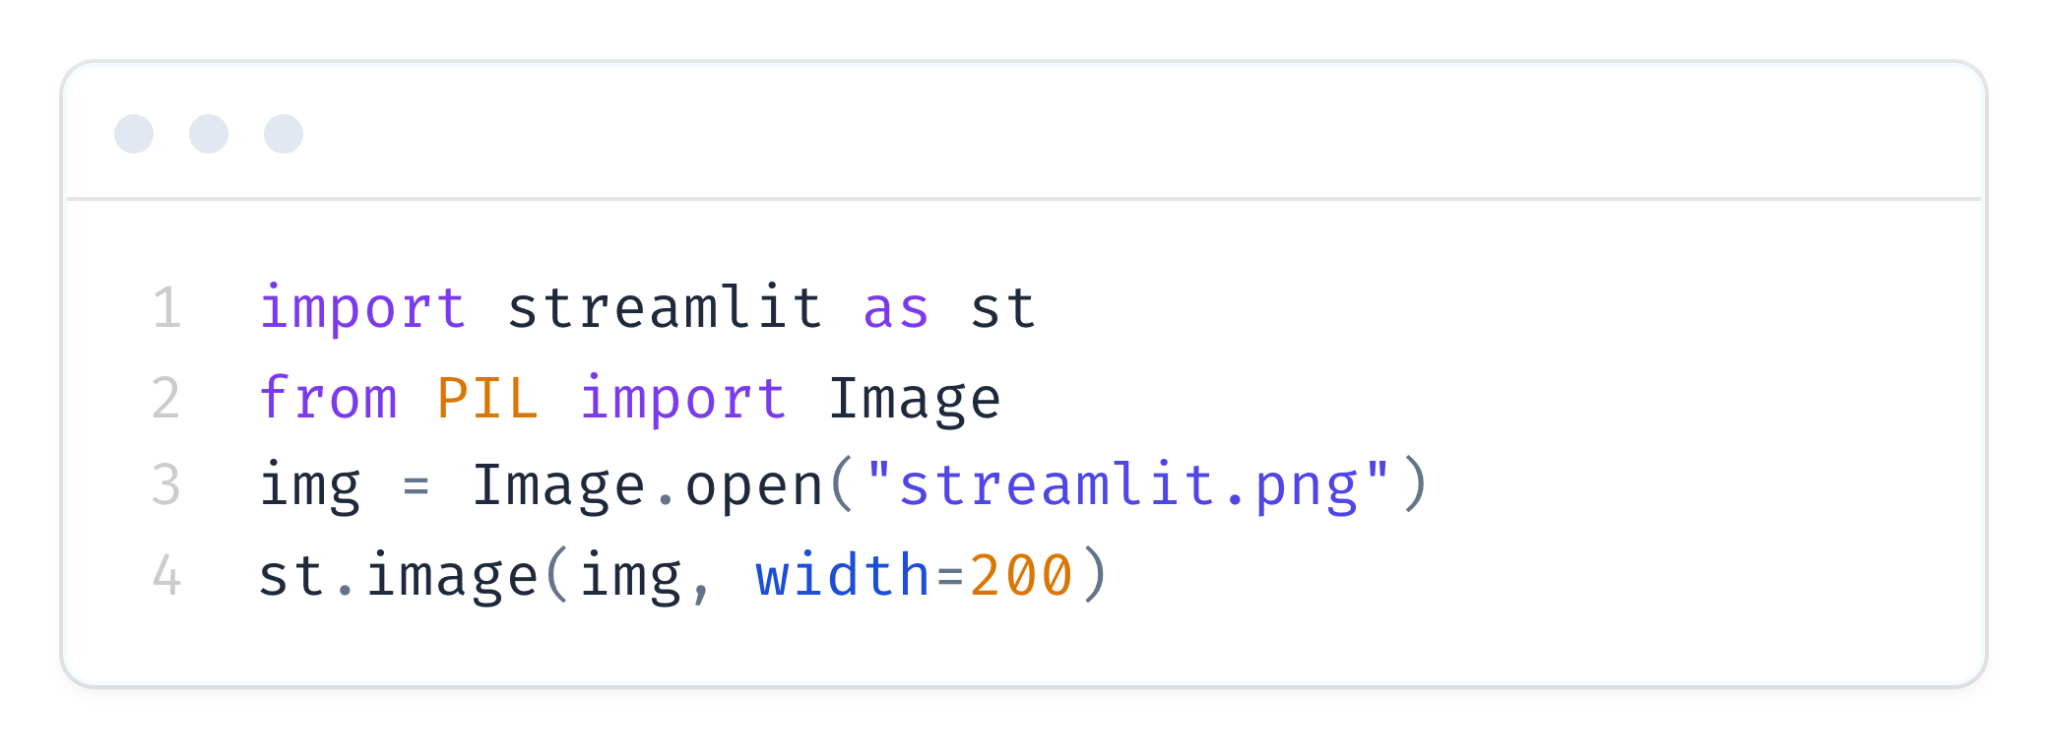 1 import streamlit as st
2 from PIL import Image
3 img = Image.open("streamlit.png")
4 st.image(img, width=200)